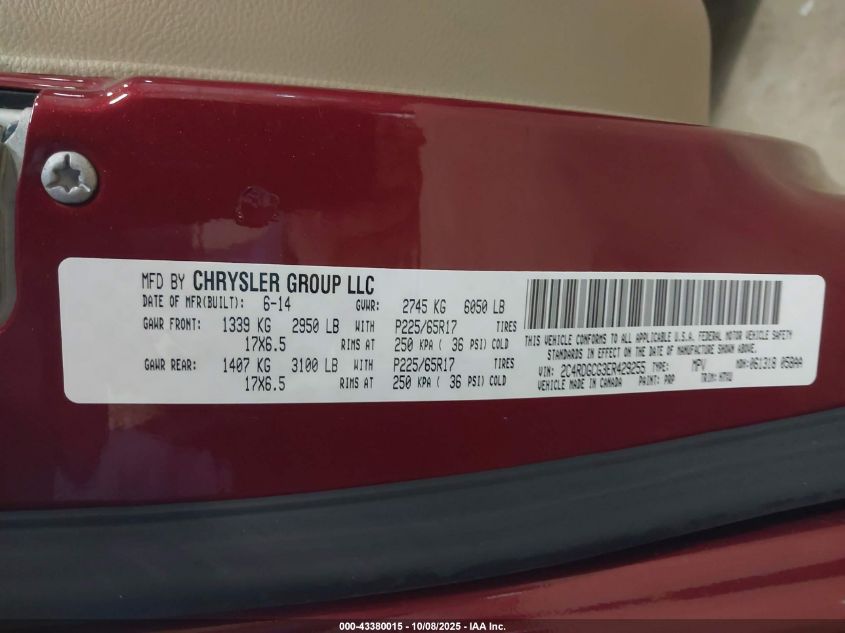 MFD BY CHRYSLER GROUP LLC
DATE OF MFR(BUILT): 6-14 GVWR: 2745 KG 6050 LB
GAWR FRONT: 1339 KG 2950 LB WITH P225/65R17 TIRES
17X6.5 RIMS AT 250 KPA ( 36 PSI) COLD
GAWR REAR: 1407 KG 3100 LB WITH P225/65R17 TIRES
17X6.5 RIMS AT 250 KPA ( 36 PSI) COLD
THIS VEHICLE CONFORMS TO ALL APPLICABLE U.S.A. FEDERAL MOTOR VEHICLE SAFETY
STANDARDS IN EFFECT ON THE DATE OF MANUFACTURE SHOWN ABOVE.
VIN: 2C4RDGCG3ER429255 TYPE: MPV MDH: 061318 058AA
VEHICLE MADE IN CANADA PAINT: PRP TRIM:
000-43380015 - 10/08/2025 - IAA Inc.